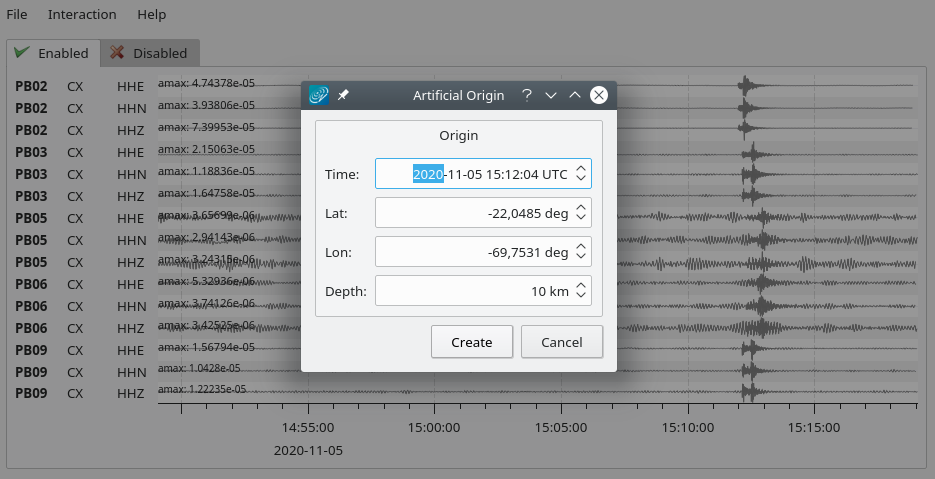 File Interaction Help
Enabled Disabled
Artificial Origin ?
Origin
Time: 2020-11-05 15:12:04 UTC
Lat: -22,0485 deg
Lon: -69,7531 deg
Depth: 10 km
Create Cancel
PB02 CX HHE amax: 4.74378e-05
PB02 CX HHN amax: 3.93806e-05
PB02 CX HHZ amax: 7.39953e-05
PB03 CX HHE amax: 2.15063e-05
PB03 CX HHN amax: 1.18836e-05
PB03 CX HHZ amax: 1.64758e-05
PB05 CX HHE amax: 3.65699e-06
PB05 CX HHN amax: 2.94143e-06
PB05 CX HHZ amax: 3.24318e-06
PB06 CX HHE amax: 5.32936e-06
PB06 CX HHN amax: 3.74126e-06
PB06 CX HHZ amax: 3.42525e-06
PB09 CX HHE amax: 1.56794e-05
PB09 CX HHN amax: 1.0428e-05
PB09 CX HHZ amax: 1.22235e-05
14:55:00 15:00:00 15:05:00 15:10:00 15:15:00
2020-11-05